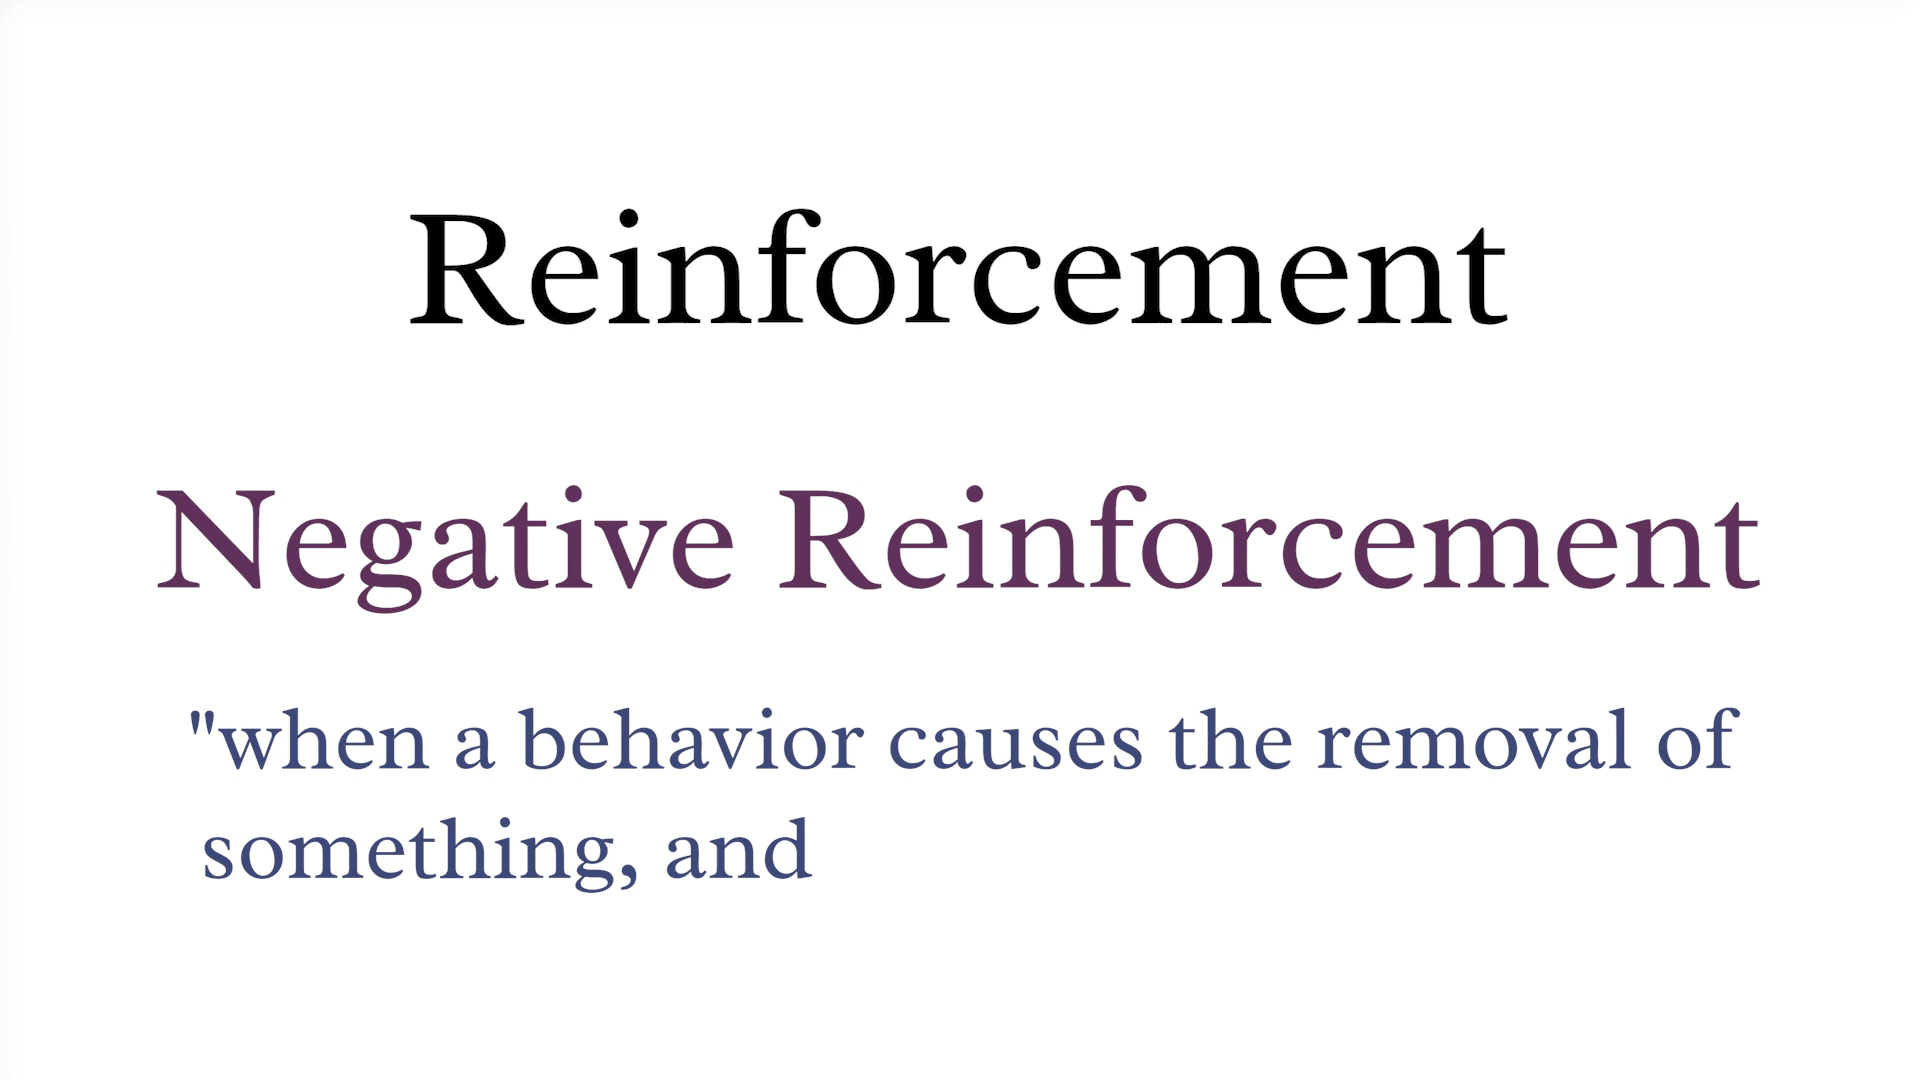 Reinforcement
Negative Reinforcement
"when a behavior causes the removal of
something, and